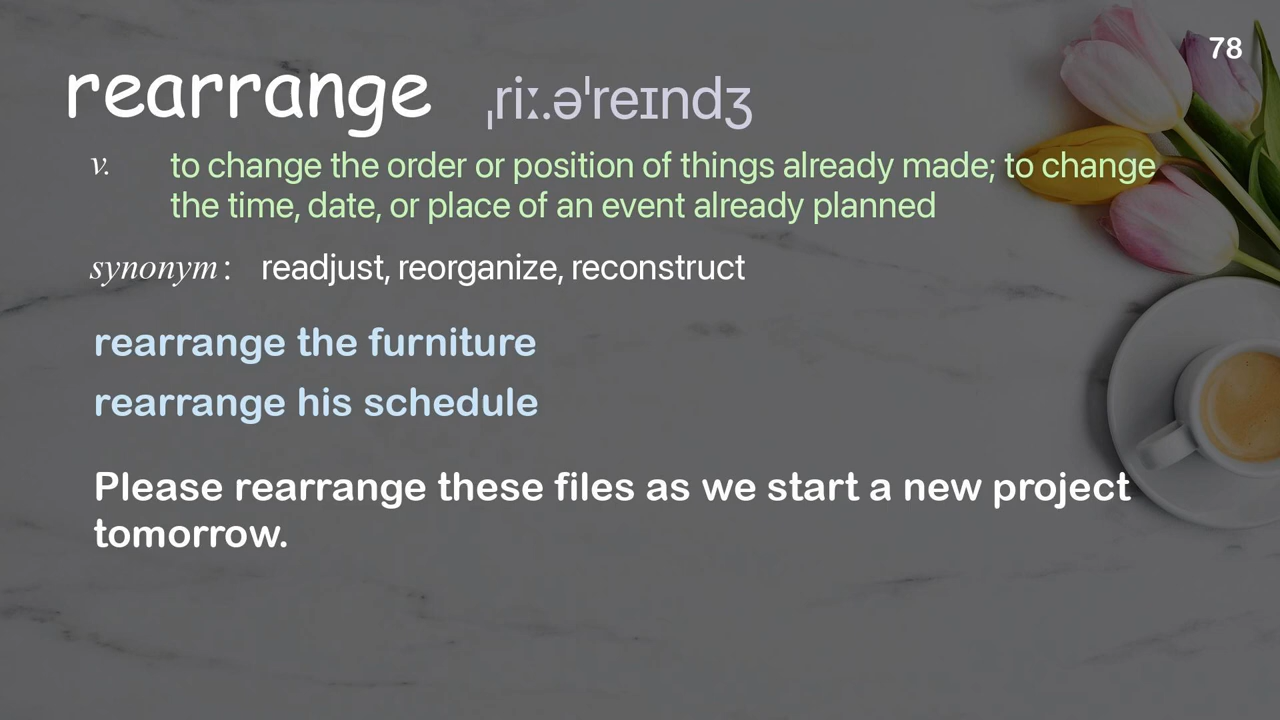 78
rearrange ˌriː.əˈreɪndʒ
v. to change the order or position of things already made; to change
the time, date, or place of an event already planned
synonym : readjust, reorganize, reconstruct
rearrange the furniture
rearrange his schedule
Please rearrange these files as we start a new project
tomorrow.